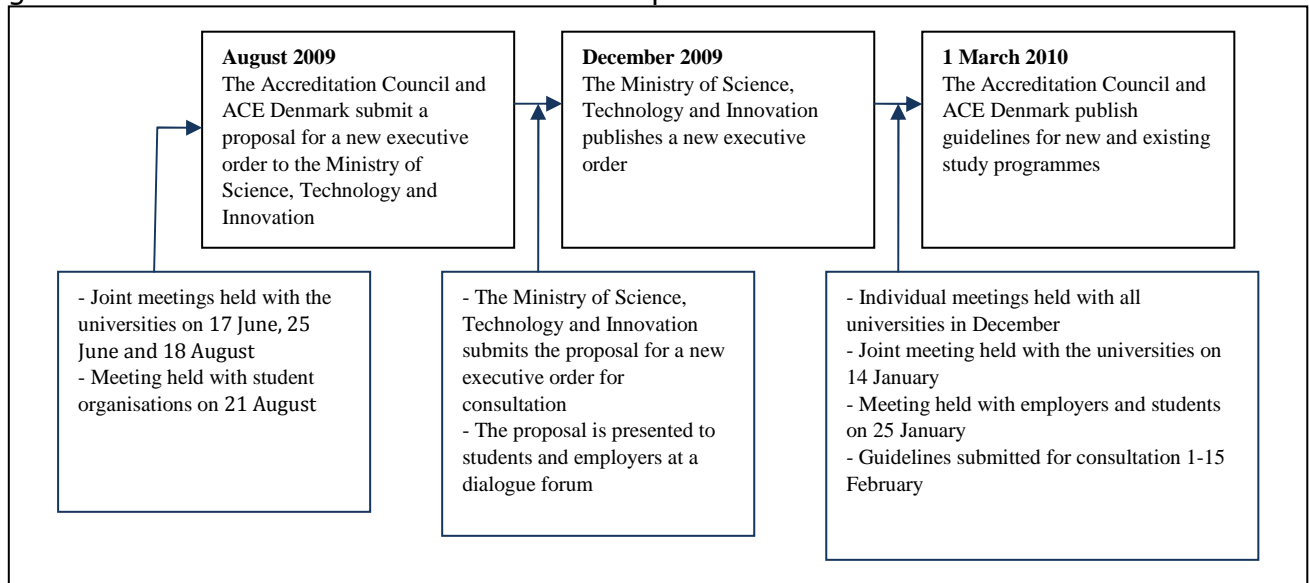 August 2009
The Accreditation Council and
ACE Denmark submit a
proposal for a new executive
order to the Ministry of
Science, Technology and
Innovation
December 2009
The Ministry of Science,
Technology and Innovation
publishes a new executive
order
1 March 2010
The Accreditation Council and
ACE Denmark publish
guidelines for new and existing
study programmes
- Joint meetings held with the
universities on 17 June, 25
June and 18 August
- Meeting held with student
organisations on 21 August
- The Ministry of Science,
Technology and Innovation
submits the proposal for a new
executive order for
consultation
- The proposal is presented to
students and employers at a
dialogue forum
- Individual meetings held with all
universities in December
- Joint meeting held with the universities on
14 January
- Meeting held with employers and students
on 25 January
- Guidelines submitted for consultation 1-15
February